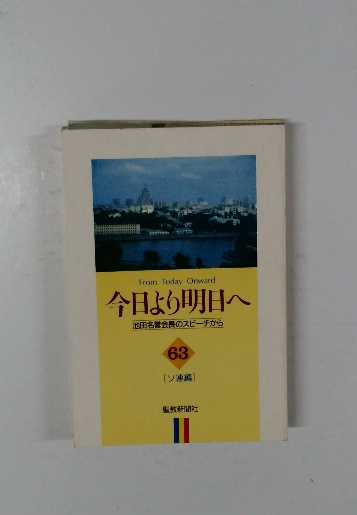 From Today Onward
今日より明日へ
池田名誉会長のスピーチから
63
[ソ連編]
聖教新聞社